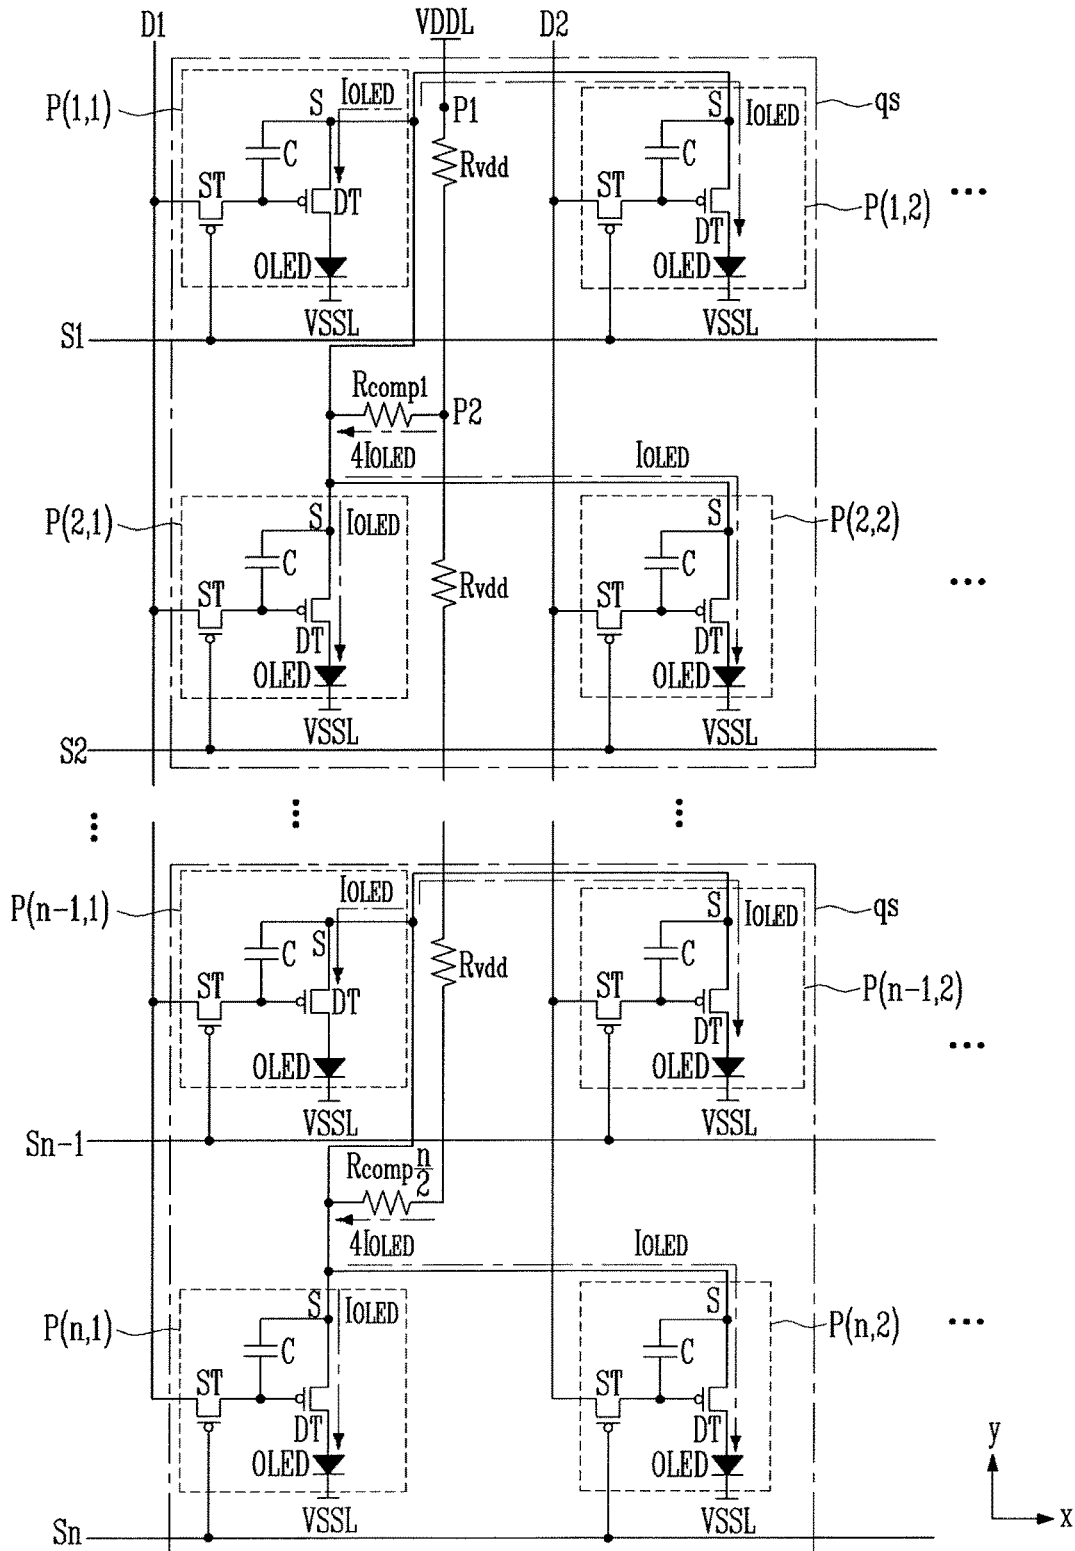 D1 VDDL D2
P(1,1) S IOLED P1 S IOLED qs
C Rvdd C
ST DT ST DT P(1,2) •••
OLED OLED
VSSL VSSL
S1
Rcomp1 P2
4IOLED IOLED
P(2,1) S IOLED S P(2,2)
C Rvdd C •••
ST DT ST DT
OLED OLED
VSSL VSSL
S2
P(n-1,1) IOLED S IOLED qs
S C Rvdd C
ST DT ST DT P(n-1,2)
OLED OLED •••
VSSL VSSL
Sn-1
Rcomp n/2
4IOLED IOLED
P(n,1) S IOLED S P(n,2) •••
C C
ST DT ST DT
OLED OLED y
VSSL VSSL
Sn x